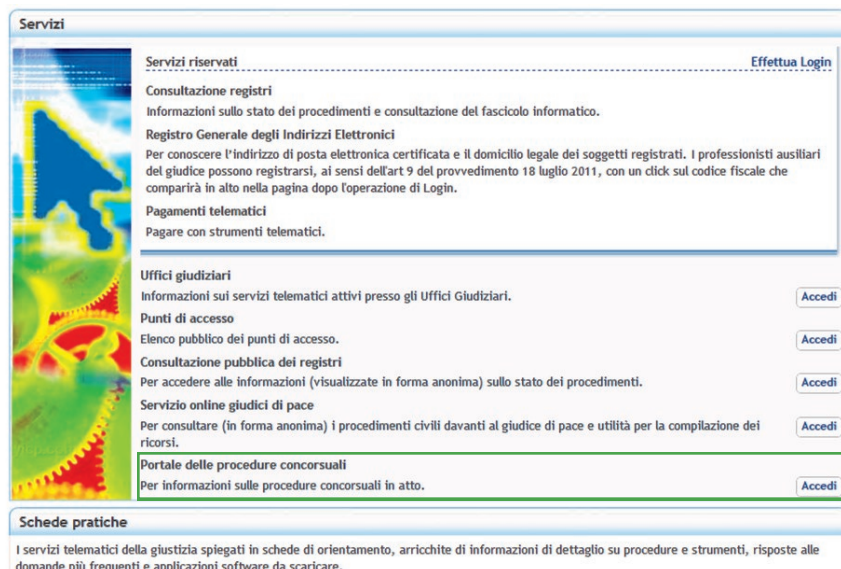 Servizi
Servizi riservati Effettua Login
Consultazione registri
Informazioni sullo stato dei procedimenti e consultazione del fascicolo informatico.
Registro Generale degli Indirizzi Elettronici
Per conoscere l'indirizzo di posta elettronica certificata e il domicilio legale dei soggetti registrati. I professionisti ausiliari
del giudice possono registrarsi, ai sensi dell'art 9 del provvedimento 18 luglio 2011, con un click sul codice fiscale che
comparirà in alto nella pagina dopo l'operazione di Login.
Pagamenti telematici
Pagare con strumenti telematici.
Uffici giudiziari
Informazioni sui servizi telematici attivi presso gli Uffici Giudiziari. Accedi
Punti di accesso
Elenco pubblico dei punti di accesso. Accedi
Consultazione pubblica dei registri
Per accedere alle informazioni (visualizzate in forma anonima) sullo stato dei procedimenti. Accedi
Servizio online giudici di pace
Per consultare (in forma anonima) i procedimenti civili davanti al giudice di pace e utilità per la compilazione dei Accedi
ricorsi.
Portale delle procedure concorsuali
Per informazioni sulle procedure concorsuali in atto. Accedi
Schede pratiche
I servizi telematici della giustizia spiegati in schede di orientamento, arricchite di informazioni di dettaglio su procedure e strumenti, risposte alle
domande più frequenti e applicazioni software da scaricare.